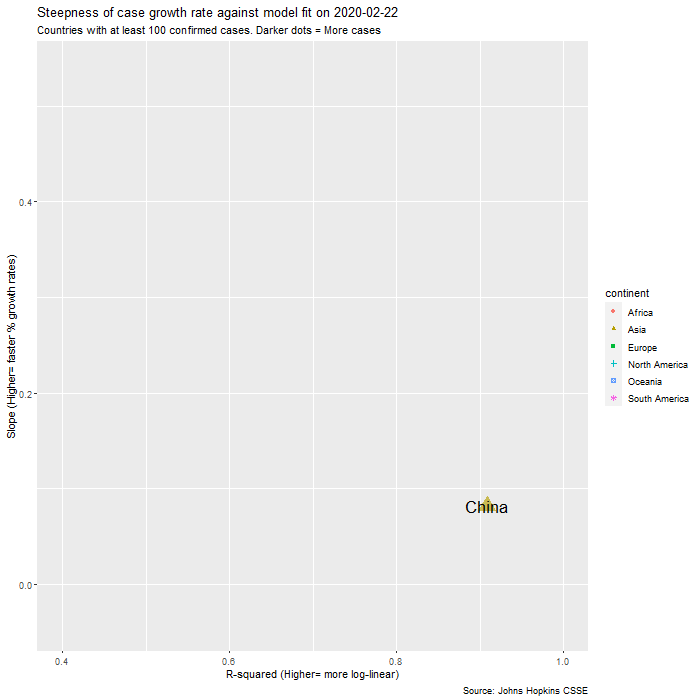 Steepness of case growth rate against model fit on 2020-02-22
Countries with at least 100 confirmed cases. Darker dots = More cases
Slope (Higher= faster % growth rates)
0.4
0.2
0.0
China
0.4
0.6
0.8
1.0
R-squared (Higher= more log-linear)
continent
Africa
Asia
Europe
North America
Oceania
South America
Source: Johns Hopkins CSSE